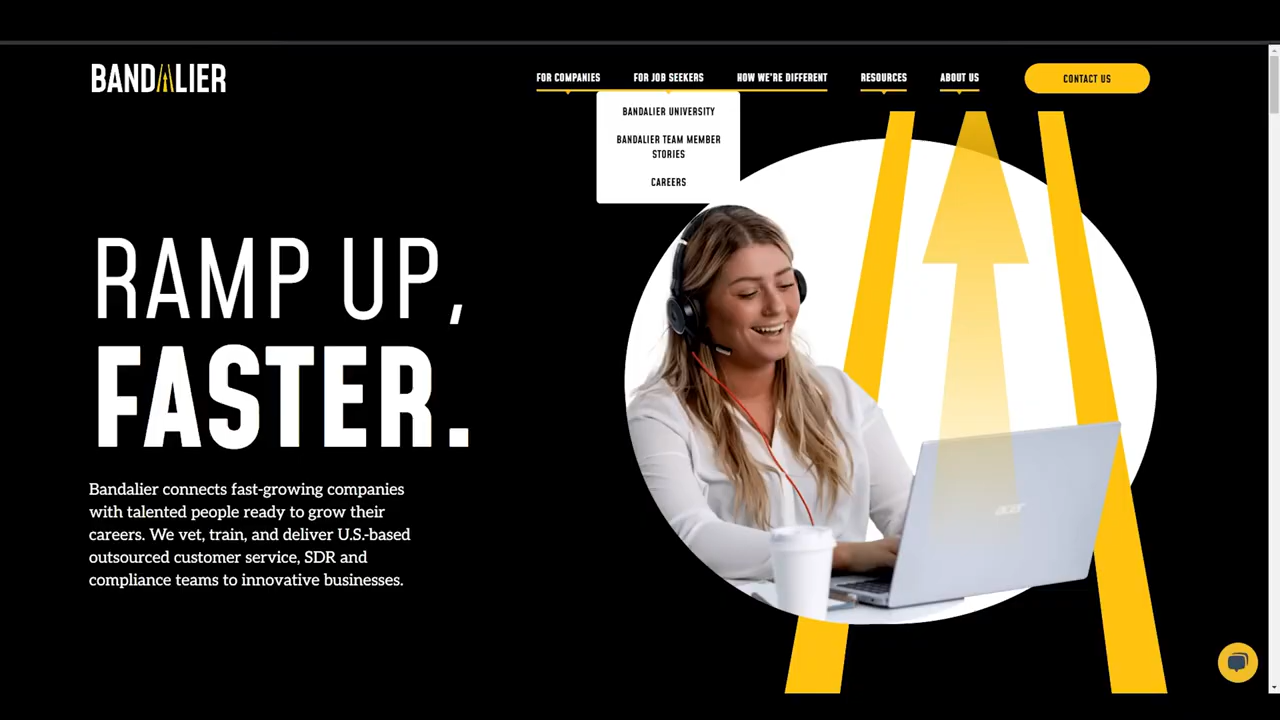 BANDALIER
FOR COMPANIES
FOR JOB SEEKERS
HOW WE'RE DIFFERENT
RESOURCES
ABOUT US
CONTACT US
BANDALIER UNIVERSITY
BANDALIER TEAM MEMBER
STORIES
CAREERS
RAMP UP,
FASTER.
Bandalier connects fast-growing companies
with talented people ready to grow their
careers. We vet, train, and deliver U.S.-based
outsourced customer service, SDR and
compliance teams to innovative businesses.
acer